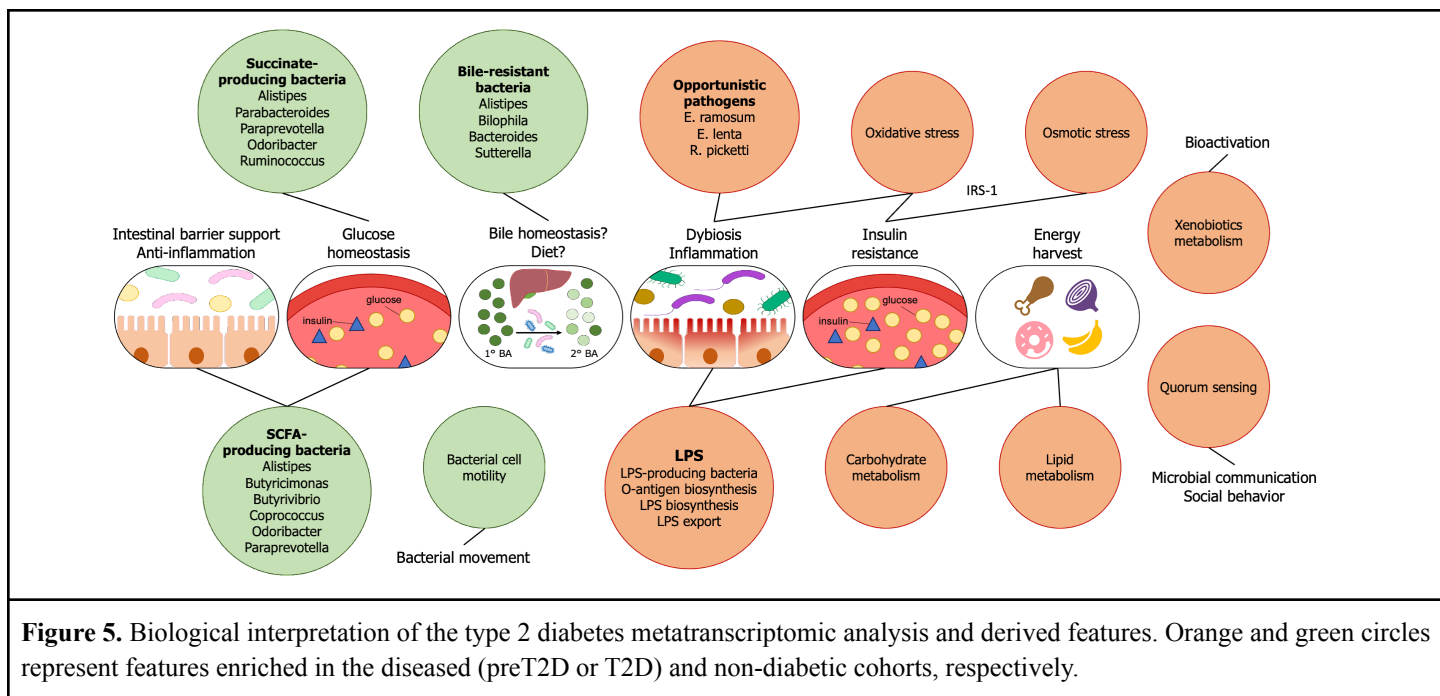 Succinate-
producing bacteria
Alistipes
Parabacteroides
Paraprevotella
Odoribacter
Ruminococcus
Bile-resistant
bacteria
Alistipes
Bilophila
Bacteroides
Sutterella
Opportunistic
pathogens
E. ramosum
E. lenta
R. picketti
Oxidative stress
Osmotic stress
IRS-1
Bioactivation
Xenobiotics
metabolism
Intestinal barrier support
Anti-inflammation
Glucose
homeostasis
glucose
insulin
Bile homeostasis?
Diet?
1° BA
2° BA
Dybiosis
Inflammation
Insulin
resistance
glucose
insulin
Energy
harvest
Quorum sensing
Microbial communication
Social behavior
SCFA-
producing bacteria
Alistipes
Butyricimonas
Butyrivibrio
Coprococcus
Odoribacter
Paraprevotella
Bacterial cell
motility
Bacterial movement
LPS
LPS-producing bacteria
O-antigen biosynthesis
LPS biosynthesis
LPS export
Carbohydrate
metabolism
Lipid
metabolism
Figure 5. Biological interpretation of the type 2 diabetes metatranscriptomic analysis and derived features. Orange and green circles
represent features enriched in the diseased (preT2D or T2D) and non-diabetic cohorts, respectively.